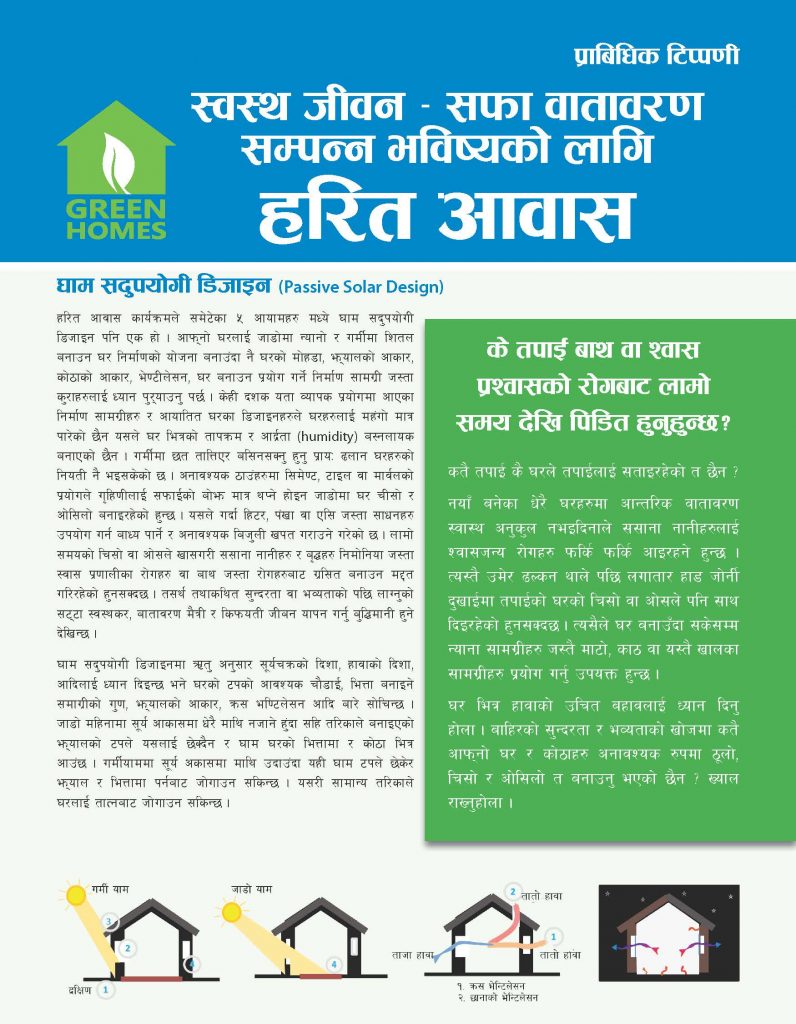 प्राबिधिक टिप्पणी
स्वस्थ जीवन - सफा वातावरण
सम्पन्न भविष्यको लागि
हरित आवास
GREEN
HOMES
घाम सदुपयोगी डिजाइन (Passive Solar Design)
हरित आवास कार्यक्रमले समेटेका ५ आयामहरु मध्ये घाम सदुपयोगी
डिजाइन पनि एक हो । आफ्नो घरलाई जाडोमा न्यानो र गर्मीमा शितल
बनाउन घर निर्माणको योजना बनाउंदा नै घरको मोहडा, झ्यालको आकार,
कोठाको आकार, भेण्टीलेसन, घर बनाउन प्रयोग गर्ने निर्माण सामग्री जस्ता
कुराहरुलाई ध्यान पुर्‍याउनु पर्छ । केही दशक यता व्यापक प्रयोगमा आएका
निर्माण सामग्रीहरु र आयातित घरका डिजाइनहरुले घरहरुलाई महंगो मात्र
पारेको छैन यसले घर भित्रको तापक्रम र आर्द्रता (humidity) बस्नलायक
बनाएको छैन । गर्मीमा छत तात्तिएर बसिनसक्नु हुनु प्राय: ढलान घरहरुको
नियती नै भइसकेको छ । अनावश्यक ठाउंहरुमा सिमेण्ट, टाइल वा मार्वलको
प्रयोगले गृहिणीलाई सफाईको बोझ मात्र थप्ने होइन जाडोमा घर चीसो र
ओसिलो बनाइरहेको हुन्छ । यसले गर्दा हिटर, पंखा वा एसि जस्ता साधनहरु
उपयोग गर्न बाध्य पार्ने र अनावश्यक बिजुली खपत गराउने गरेको छ । लामो
समयको चिसो वा ओसले खासगरी ससाना नानीहरु र बृद्धहरु निमोनिया जस्ता
स्वास प्रणालीका रोगहरु वा बाथ जस्ता रोगहरुबाट ग्रसित बनाउन मद्दत
गरिरहेको हुनसक्दछ । तसर्थ तथाकथित सुन्दरता वा भव्यताको पछि लाग्नुको
सट्टा स्वस्थकर, बातावरण मैत्री र किफयती जीवन यापन गर्नु बुद्धिमानी हुने
देखिन्छ ।
घाम सदुपयोगी डिजाइनमा ऋतु अनुसार सूर्यचक्रको दिशा, हावाको दिशा,
आदिलाई ध्यान दिइन्छ भने घरको टपको आवश्यक चौडाई, भित्ता बनाइने
समाग्रीको गुण, झ्यालको आकार, क्रस भण्टिलेसन आदि बारे सोचिन्छ ।
जाडो महिनामा सूर्य आकासमा धेरै माथि नजाने हुंदा सहि तरिकाले बनाइएको
झ्यालको टपले यसलाई छेक्दैन र घाम घरको भित्तामा र कोठा भित्र
आउंछ । गर्मीयाममा सूर्य अकासमा माथि उदाउंदा यही घाम टपले छेकेर
झ्याल र भित्तामा पर्नबाट जोगाउन सकिन्छ । यसरी सामान्य तरिकाले
घरलाई तात्नबाट जोगाउन सकिन्छ ।
के तपाईं बाथ वा श्वास
प्रश्वासको रोगबाट लामो
समय देखि पिडित हुनुहुन्छ?
कतै तपाई कै घरले तपाईलाई सताइरहेको त छैन ?
नयाँ बनेका धेरै घरहरुमा आन्तरिक वातावरण
स्वास्थ अनुकुल नभइदिनाले ससाना नानीहरुलाई
श्वासजन्य रोगहरु फर्कि फर्कि आइरहने हुन्छ ।
त्यस्तै उमेर ढल्कन थाले पछि लगातार हाड जोर्नी
दुखाईमा तपाईको घरको चिसो वा ओसले पनि साथ
दिइरहेको हुनसक्दछ । त्यसैले घर बनाउँदा सकेसम्म
न्याना सामग्रीहरु जस्तै माटो, काठ वा यस्तै खालका
सामग्रीहरु प्रयोग गर्नु उपयक्त हुन्छ ।
घर भित्र हावाको उचित बहावलाई ध्यान दिनु
होला । बाहिरको सुन्दरता र भव्यताको खोजमा कतै
आफ्नो घर र कोठाहरु अनावश्यक रुपमा ठूलो,
चिसो र ओसिलो त बनाउनु भएको छैन ? ख्याल
राख्नुहोला ।
गर्मी याम
3
2
4
दक्षिण 1
जाडो याम
4
2 तातो हावा
1
ताजा हावा तातो हावा
१. क्रस भेन्टिलेसन
२. छानाको भेन्टिलेसन